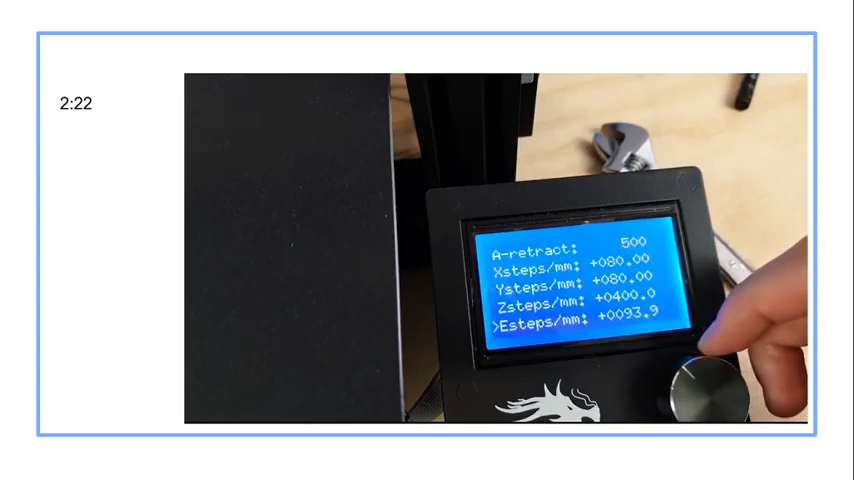 2:22
A-retract: 500
Xsteps/mm: +080.00
Ysteps/mm: +080.00
Zsteps/mm: +0400.0
>Esteps/mm: +0093.9